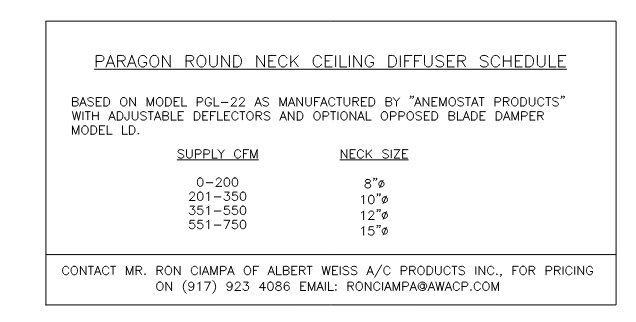 PARAGON ROUND NECK CEILING DIFFUSER SCHEDULE
BASED ON MODEL PGL-22 AS MANUFACTURED BY "ANEMOSTAT PRODUCTS"
WITH ADJUSTABLE DEFLECTORS AND OPTIONAL OPPOSED BLADE DAMPER
MODEL LD.
SUPPLY CFM NECK SIZE
0-200 8"ø
201-350 10"ø
351-550 12"ø
551-750 15"ø
CONTACT MR. RON CIAMPA OF ALBERT WEISS A/C PRODUCTS INC., FOR PRICING
ON (917) 923 4086 EMAIL: RONCIAMPA@AWACP.COM